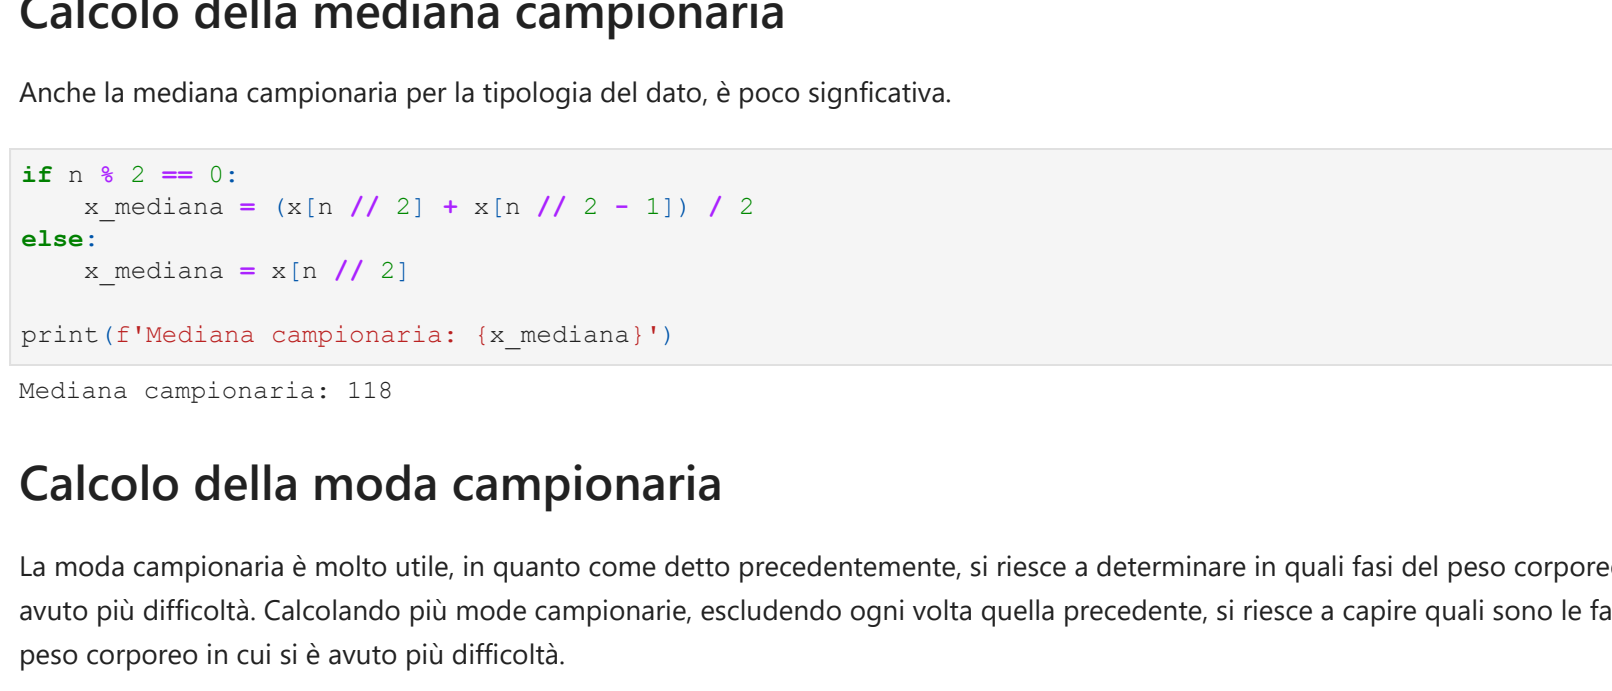 Calcolo della mediana campionaria
Anche la mediana campionaria per la tipologia del dato, è poco signficativa.
if n % 2 == 0:
    x_mediana = (x[n // 2] + x[n // 2 - 1]) / 2
else:
    x_mediana = x[n // 2]
print(f'Mediana campionaria: {x_mediana}')
Mediana campionaria: 118
Calcolo della moda campionaria
La moda campionaria è molto utile, in quanto come detto precedentemente, si riesce a determinare in quali fasi del peso corporeo
avuto più difficoltà. Calcolando più mode campionarie, escludendo ogni volta quella precedente, si riesce a capire quali sono le fa
peso corporeo in cui si è avuto più difficoltà.